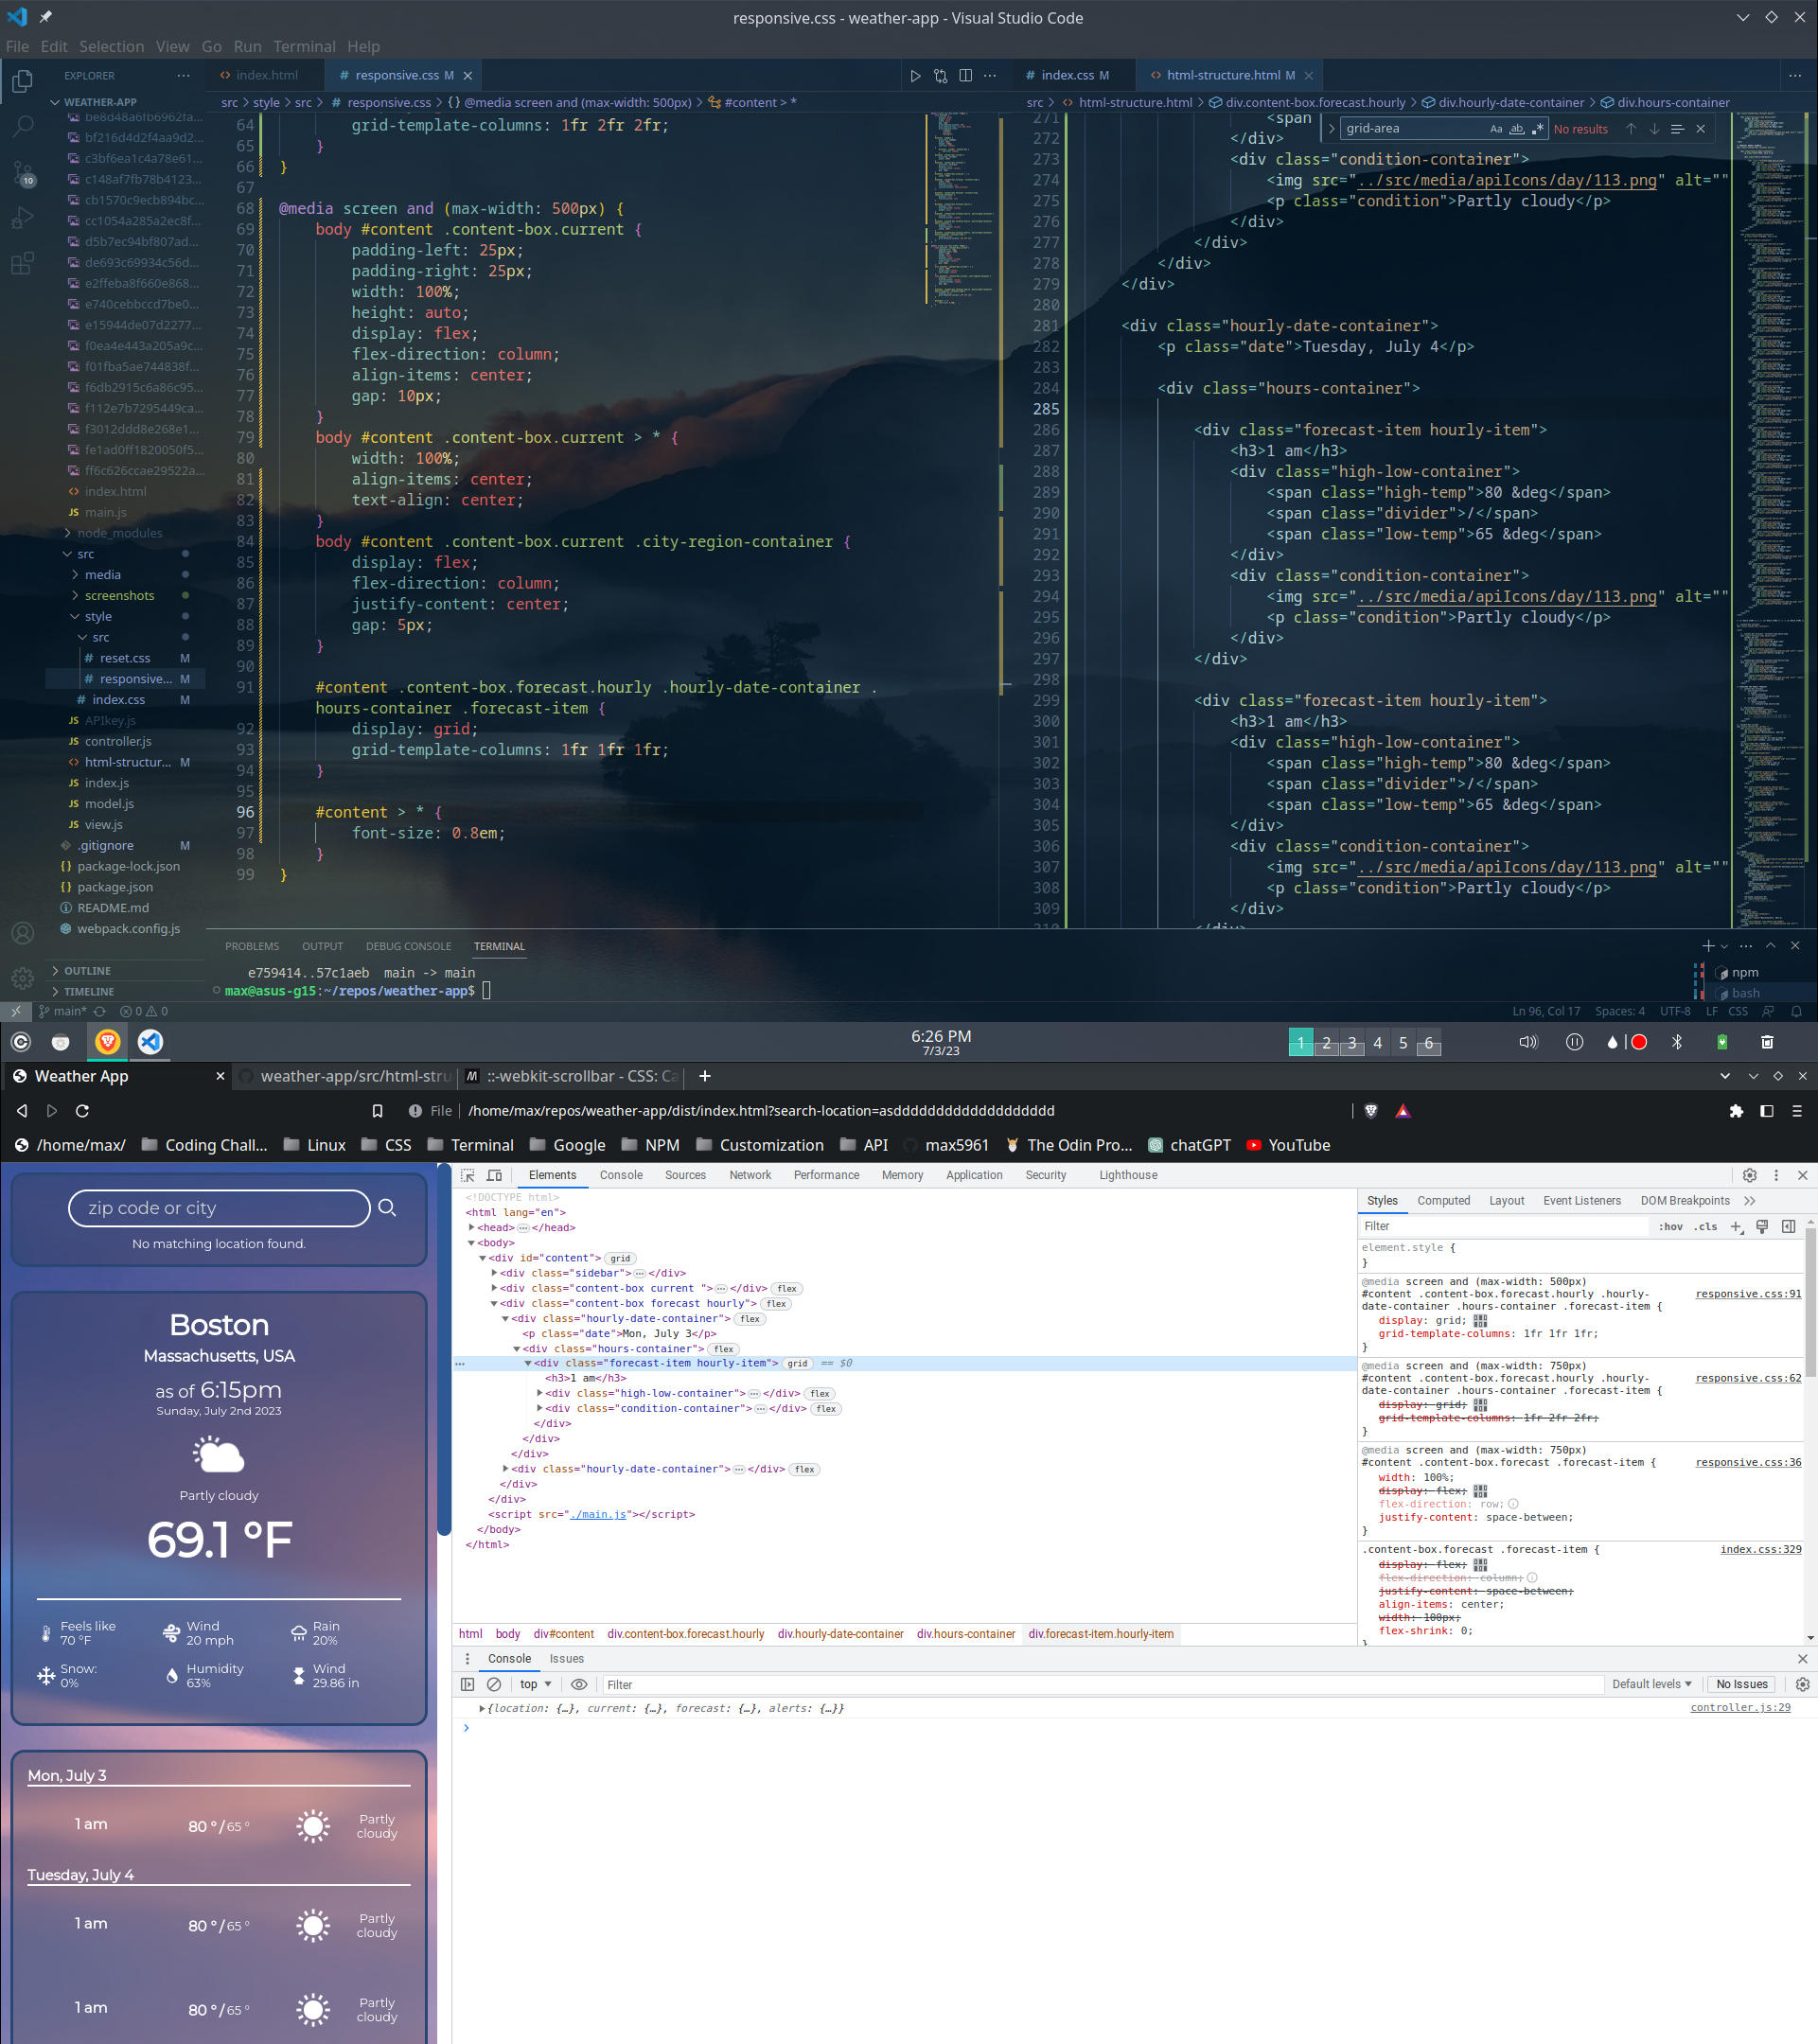 responsive.css - weather-app - Visual Studio Code
File Edit Selection View Go Run Terminal Help
EXPLORER ···
WEATHER-APP
be8d48a6fb6962fa...
bf216d4d2f4aa9d2...
c3bf6ea1c4a78e61...
c148af7fb78b4123...
cb1570c9ecb894bc...
cc1054a285a2ec8f...
d5b7ec94bf807ad...
de693c69934c56d...
e2ffeba8f660e868...
e740cebbccd7be0...
e15944de07d2277...
f0ea4e443a205a9c...
f01fba5ae744838f...
f6db2915c6a86c95...
f112e7b7295449ca...
f3012ddd8e268e1...
fe1ad0ff1820050f5...
ff6c626ccae29522a...
<> index.html
JS main.js
node_modules
src
media
screenshots
style
src
# reset.css M
# responsive... M
# index.css M
JS APIkey.js
JS controller.js
<> html-structur... M
JS index.js
JS model.js
JS view.js
.gitignore M
{} package-lock.json
{} package.json
README.md
webpack.config.js
OUTLINE
TIMELINE
10
<> index.html
# responsive.css M
src > style > src > # responsive.css > {} @media screen and (max-width: 500px) > #content > *
64 grid-template-columns: 1fr 2fr 2fr;
65 }
66 }
67
68 @media screen and (max-width: 500px) {
69 body #content .content-box.current {
70 padding-left: 25px;
71 padding-right: 25px;
72 width: 100%;
73 height: auto;
74 display: flex;
75 flex-direction: column;
76 align-items: center;
77 gap: 10px;
78 }
79 body #content .content-box.current > * {
80 width: 100%;
81 align-items: center;
82 text-align: center;
83 }
84 body #content .content-box.current .city-region-container {
85 display: flex;
86 flex-direction: column;
87 justify-content: center;
88 gap: 5px;
89 }
90
91 #content .content-box.forecast.hourly .hourly-date-container .
hours-container .forecast-item {
92 display: grid;
93 grid-template-columns: 1fr 1fr 1fr;
94 }
95
96 #content > * {
97 font-size: 0.8em;
98 }
99 }
# index.css M
<> html-structure.html M
src > <> html-structure.html > div.content-box.forecast.hourly > div.hourly-date-container > div.hours-container
grid-area Aa ab .* No results
271 <span
272 </div>
273 <div class="condition-container">
274 <img src="../src/media/apiIcons/day/113.png" alt=""
275 <p class="condition">Partly cloudy</p>
276 </div>
277 </div>
278 </div>
279 </div>
280
281 <div class="hourly-date-container">
282 <p class="date">Tuesday, July 4</p>
283
284 <div class="hours-container">
285
286 <div class="forecast-item hourly-item">
287 <h3>1 am</h3>
288 <div class="high-low-container">
289 <span class="high-temp">80 &deg</span>
290 <span class="divider">/</span>
291 <span class="low-temp">65 &deg</span>
292 </div>
293 <div class="condition-container">
294 <img src="../src/media/apiIcons/day/113.png" alt=""
295 <p class="condition">Partly cloudy</p>
296 </div>
297 </div>
298
299 <div class="forecast-item hourly-item">
300 <h3>1 am</h3>
301 <div class="high-low-container">
302 <span class="high-temp">80 &deg</span>
303 <span class="divider">/</span>
304 <span class="low-temp">65 &deg</span>
305 </div>
306 <div class="condition-container">
307 <img src="../src/media/apiIcons/day/113.png" alt=""
308 <p class="condition">Partly cloudy</p>
309 </div>
310 </div>
PROBLEMS OUTPUT DEBUG CONSOLE TERMINAL
e759414..57c1aeb main -> main
max@asus-g15:~/repos/weather-app$
npm
bash
main* 0 0
Ln 96, Col 17 Spaces: 4 UTF-8 LF CSS
6:26 PM
7/3/23
1 2 3 4 5 6
Weather App
weather-app/src/html-stru
::-webkit-scrollbar - CSS: Ca
File /home/max/repos/weather-app/dist/index.html?search-location=asddddddddddddddddddd
/home/max/ Coding Chall... Linux CSS Terminal Google NPM Customization API max5961 The Odin Pro... chatGPT YouTube
zip code or city
No matching location found.
Boston
Massachusetts, USA
as of 6:15pm
Sunday, July 2nd 2023
Partly cloudy
69.1 °F
Feels like
70 °F
Wind
20 mph
Rain
20%
Snow:
0%
Humidity
63%
Wind
29.86 in
Mon, July 3
1 am 80 ° / 65 ° Partly cloudy
Tuesday, July 4
1 am 80 ° / 65 ° Partly cloudy
1 am 80 ° / 65 ° Partly cloudy
Elements Console Sources Network Performance Memory Application Security Lighthouse
<!DOCTYPE html>
<html lang="en">
<head>…</head>
<body>
<div id="content"> grid
<div class="sidebar">…</div>
<div class="content-box current ">…</div> flex
<div class="content-box forecast hourly"> flex
<div class="hourly-date-container"> flex
<p class="date">Mon, July 3</p>
<div class="hours-container"> flex
<div class="forecast-item hourly-item"> grid == $0
<h3>1 am</h3>
<div class="high-low-container">…</div> flex
<div class="condition-container">…</div> flex
</div>
</div>
</div>
<div class="hourly-date-container">…</div> flex
</div>
</div>
<script src="./main.js"></script>
</body>
</html>
html body div#content div.content-box.forecast.hourly div.hourly-date-container div.hours-container div.forecast-item.hourly-item
Styles Computed Layout Event Listeners DOM Breakpoints
Filter :hov .cls
element.style {
}
@media screen and (max-width: 500px)
#content .content-box.forecast.hourly .hourly- responsive.css:91
date-container .hours-container .forecast-item {
display: grid;
grid-template-columns: 1fr 1fr 1fr;
}
@media screen and (max-width: 750px)
#content .content-box.forecast.hourly .hourly- responsive.css:62
date-container .hours-container .forecast-item {
display: grid;
grid-template-columns: 1fr 2fr 2fr;
}
@media screen and (max-width: 750px)
#content .content-box.forecast .forecast-item { responsive.css:36
width: 100%;
display: flex;
flex-direction: row;
justify-content: space-between;
}
.content-box.forecast .forecast-item { index.css:329
display: flex;
flex-direction: column;
justify-content: space-between;
align-items: center;
width: 100px;
flex-shrink: 0;
}
Console Issues
top Filter Default levels No Issues
{location: {…}, current: {…}, forecast: {…}, alerts: {…}} controller.js:29